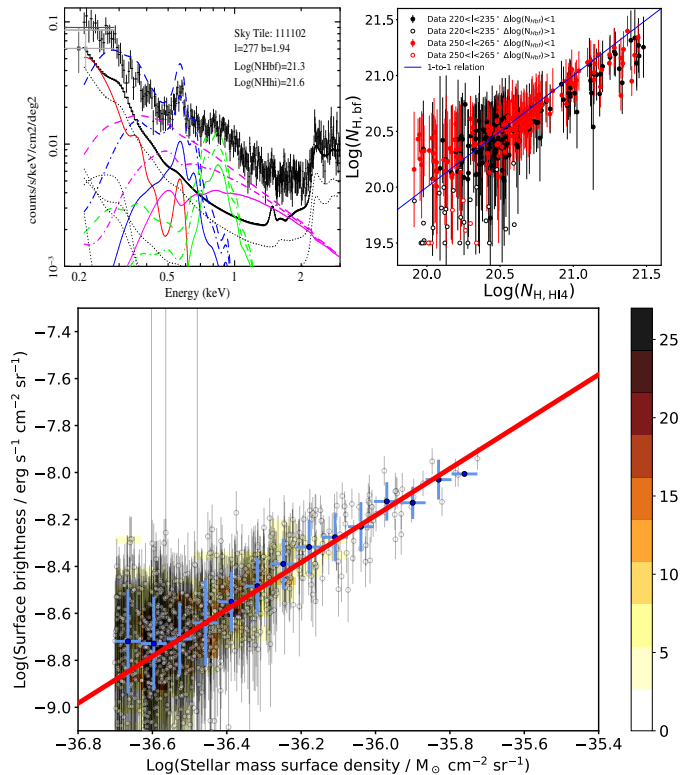 Sky Tile: 111102
l=277 b=1.94
Log(NHbf)=21.3
Log(NHhi)=21.6
counts/s/keV/cm2/deg2
0.1
0.01
10⁻³
0.2
0.5
1
2
Energy (keV)
Data 220<l<235° Δlog(N_Hbf)<1
Data 220<l<235° Δlog(N_Hbf)>1
Data 250<l<265° Δlog(N_Hbf)<1
Data 250<l<265° Δlog(N_Hbf)>1
1-to-1 relation
Log(N_H, bf)
21.5
21.0
20.5
20.0
19.5
20.0
20.5
21.0
21.5
Log(N_H, HI4)
Log(Surface brightness / erg s⁻¹ cm⁻² sr⁻¹)
−7.4
−7.6
−7.8
−8.0
−8.2
−8.4
−8.6
−8.8
−9.0
−36.8
−36.6
−36.4
−36.2
−36.0
−35.8
−35.6
−35.4
Log(Stellar mass surface density / M⊙ cm⁻² sr⁻¹)
25
20
15
10
5
0